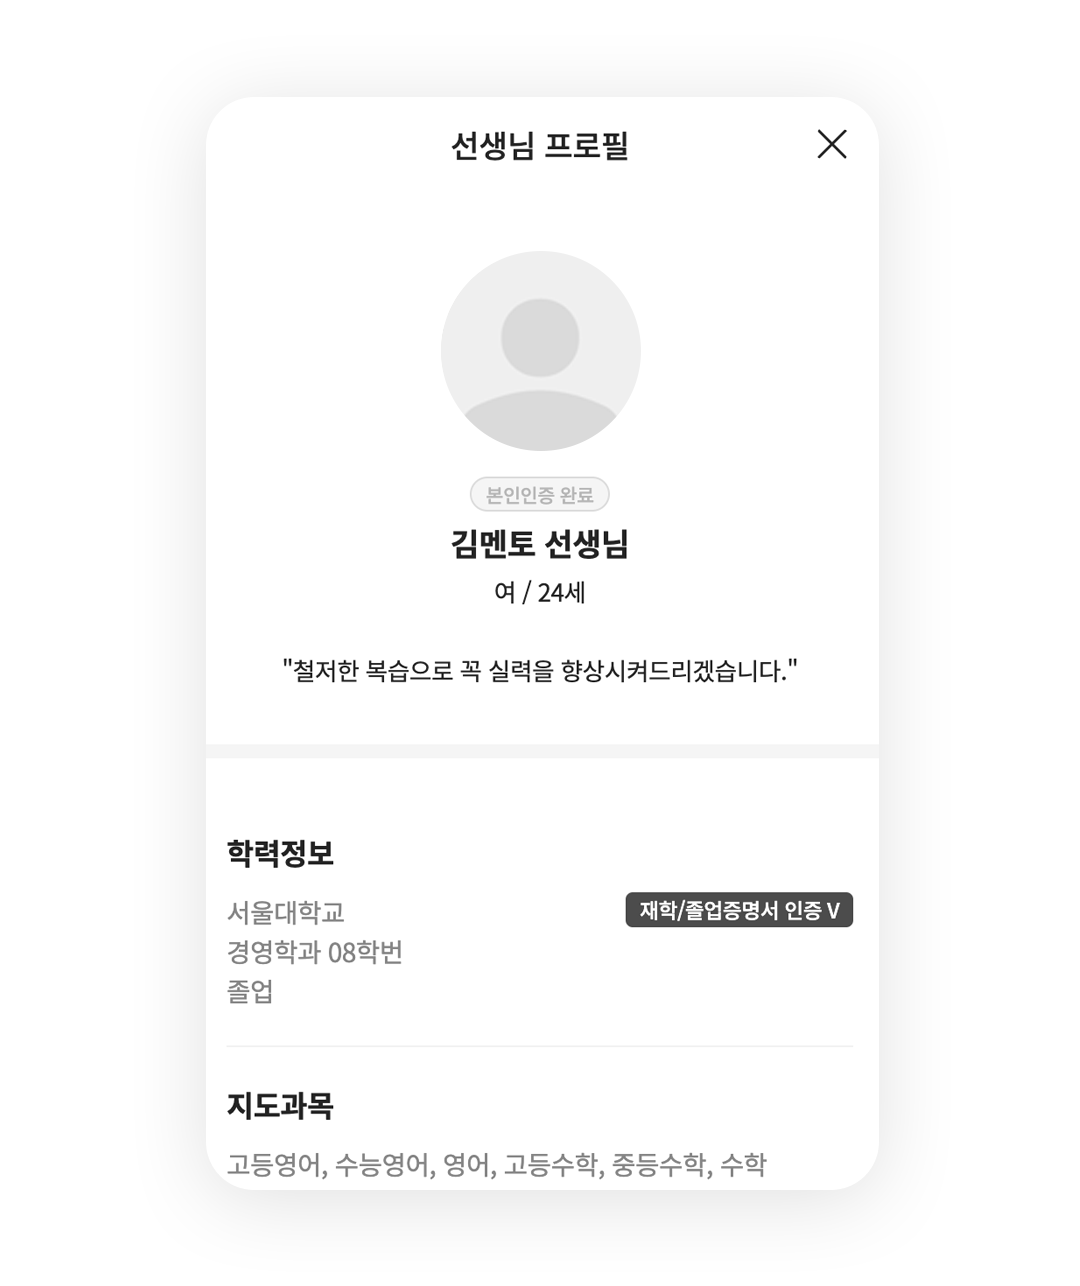 선생님 프로필
본인인증 완료
김멘토 선생님
여 / 24세
"철저한 복습으로 꼭 실력을 향상시켜드리겠습니다."
학력정보
서울대학교
재학/졸업증명서 인증 V
경영학과 08학번
졸업
지도과목
고등영어, 수능영어, 영어, 고등수학, 중등수학, 수학